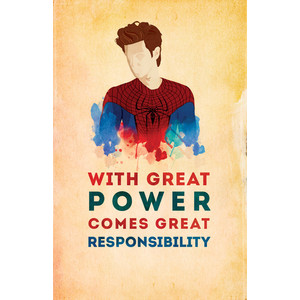 WITH GREAT
POWER
COMES GREAT
RESPONSIBILITY